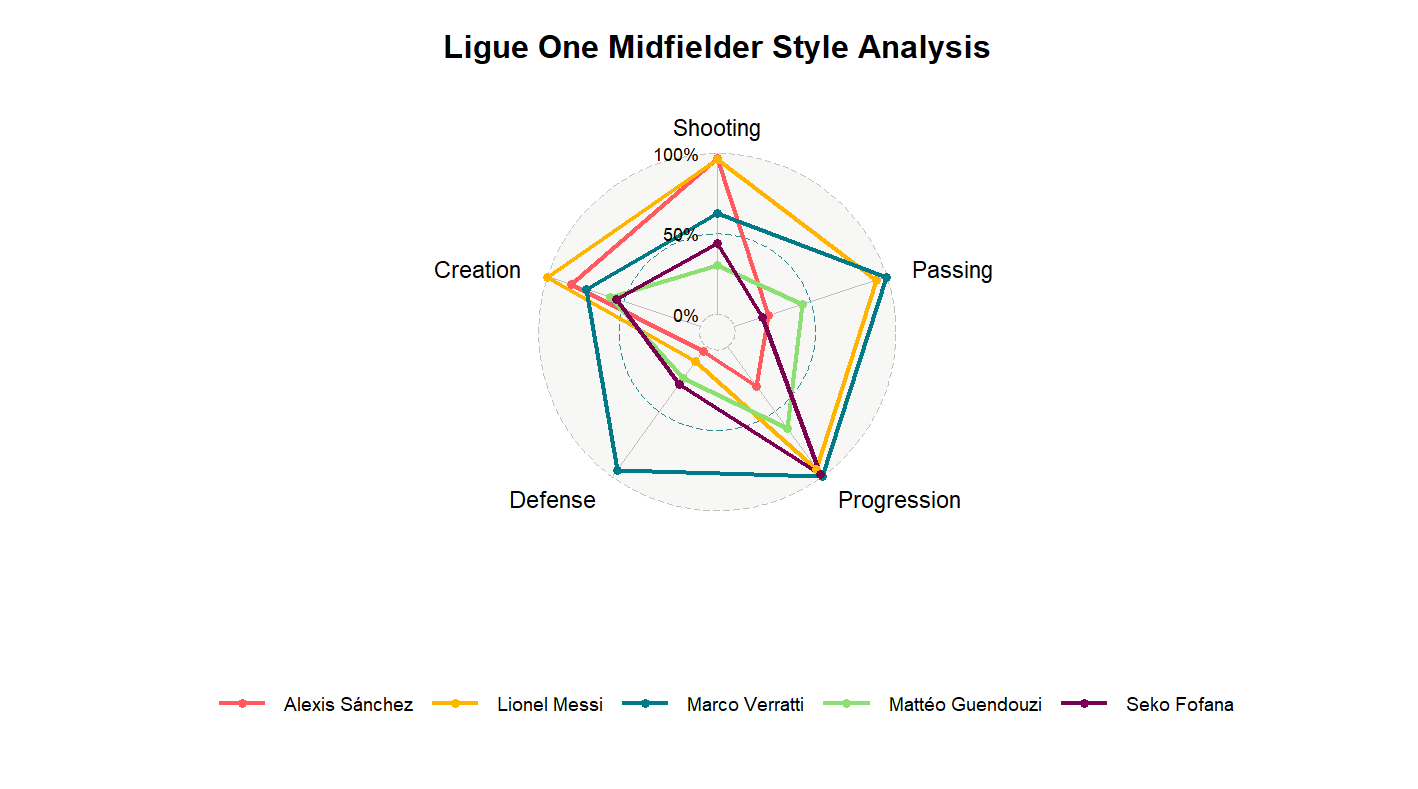 Ligue One Midfielder Style Analysis
Shooting
100%
50%
0%
Creation
Passing
Defense
Progression
Alexis Sánchez Lionel Messi Marco Verratti Mattéo Guendouzi Seko Fofana